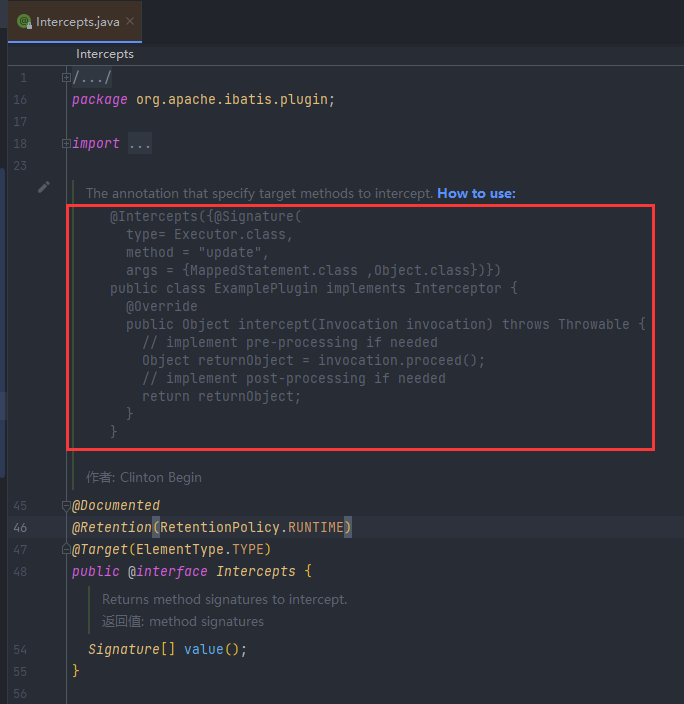 Intercepts.java
Intercepts
1 /.../
16 package org.apache.ibatis.plugin;
17
18 import ...
23
The annotation that specify target methods to intercept. How to use:
@Intercepts({@Signature(
type= Executor.class,
method = "update",
args = {MappedStatement.class ,Object.class})})
public class ExamplePlugin implements Interceptor {
@Override
public Object intercept(Invocation invocation) throws Throwable {
// implement pre-processing if needed
Object returnObject = invocation.proceed();
// implement post-processing if needed
return returnObject;
}
}
作者: Clinton Begin
45 @Documented
46 @Retention(RetentionPolicy.RUNTIME)
47 @Target(ElementType.TYPE)
48 public @interface Intercepts {
Returns method signatures to intercept.
返回值: method signatures
54 Signature[] value();
55 }
56